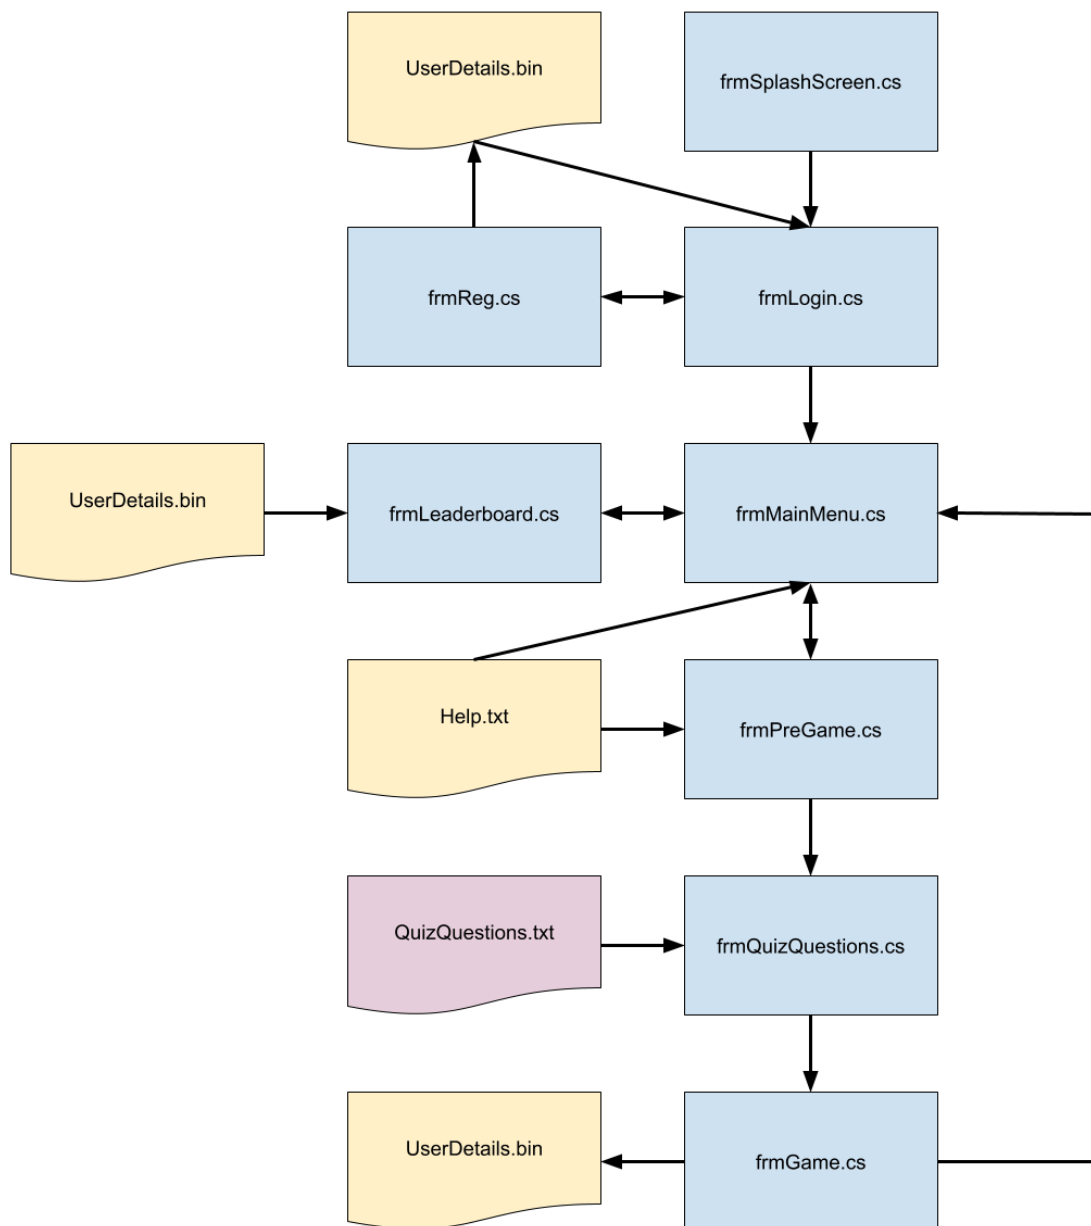 UserDetails.bin
frmSplashScreen.cs
frmReg.cs
frmLogin.cs
UserDetails.bin
frmLeaderboard.cs
frmMainMenu.cs
Help.txt
frmPreGame.cs
QuizQuestions.txt
frmQuizQuestions.cs
UserDetails.bin
frmGame.cs